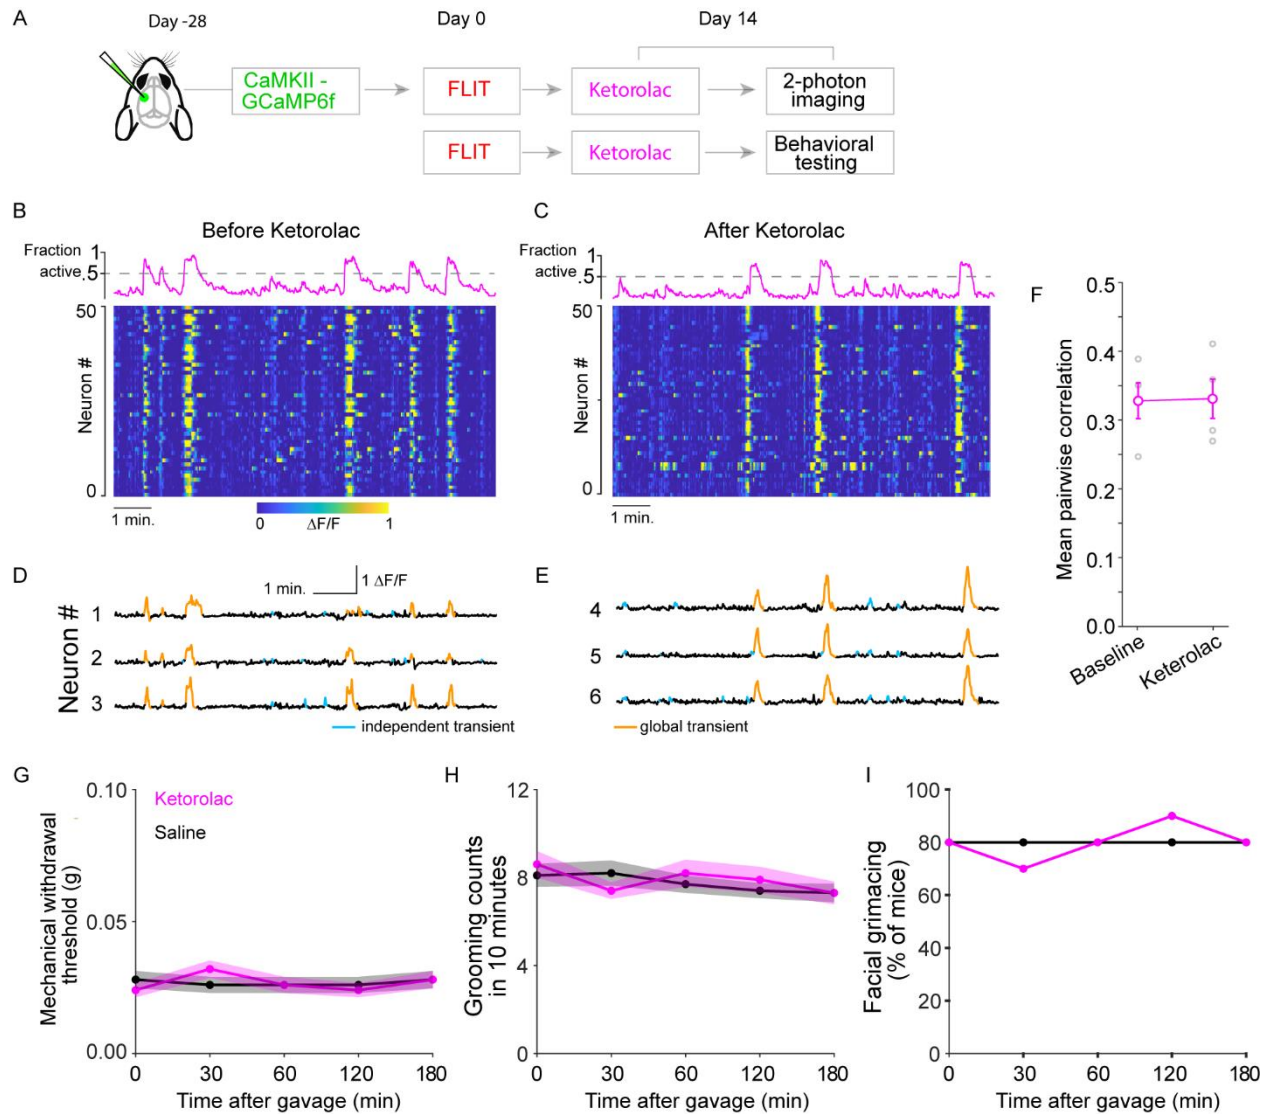 A
Day -28
Day 0
Day 14
CaMKII -
GCaMP6f
FLIT
Ketorolac
2-photon
imaging
FLIT
Ketorolac
Behavioral
testing
B
Before Ketorolac
Fraction
active
1
.5
50
Neuron #
0
1 min.
0
ΔF/F
1
C
After Ketorolac
Fraction
active
1
.5
50
Neuron #
0
1 min.
F
0.5
0.4
0.3
0.2
0.1
0.0
Mean pairwise correlation
Baseline
Keterolac
D
1 min.
1 ΔF/F
Neuron #
1
2
3
independent transient
E
4
5
6
global transient
G
0.10
0.05
0.00
Mechanical withdrawal
threshold (g)
Ketorolac
Saline
0 30 60 120 180
Time after gavage (min)
H
12
8
4
0
Grooming counts
in 10 minutes
0 30 60 120 180
Time after gavage (min)
I
100
80
60
40
20
0
Facial grimacing
(% of mice)
0 30 60 120 180
Time after gavage (min)